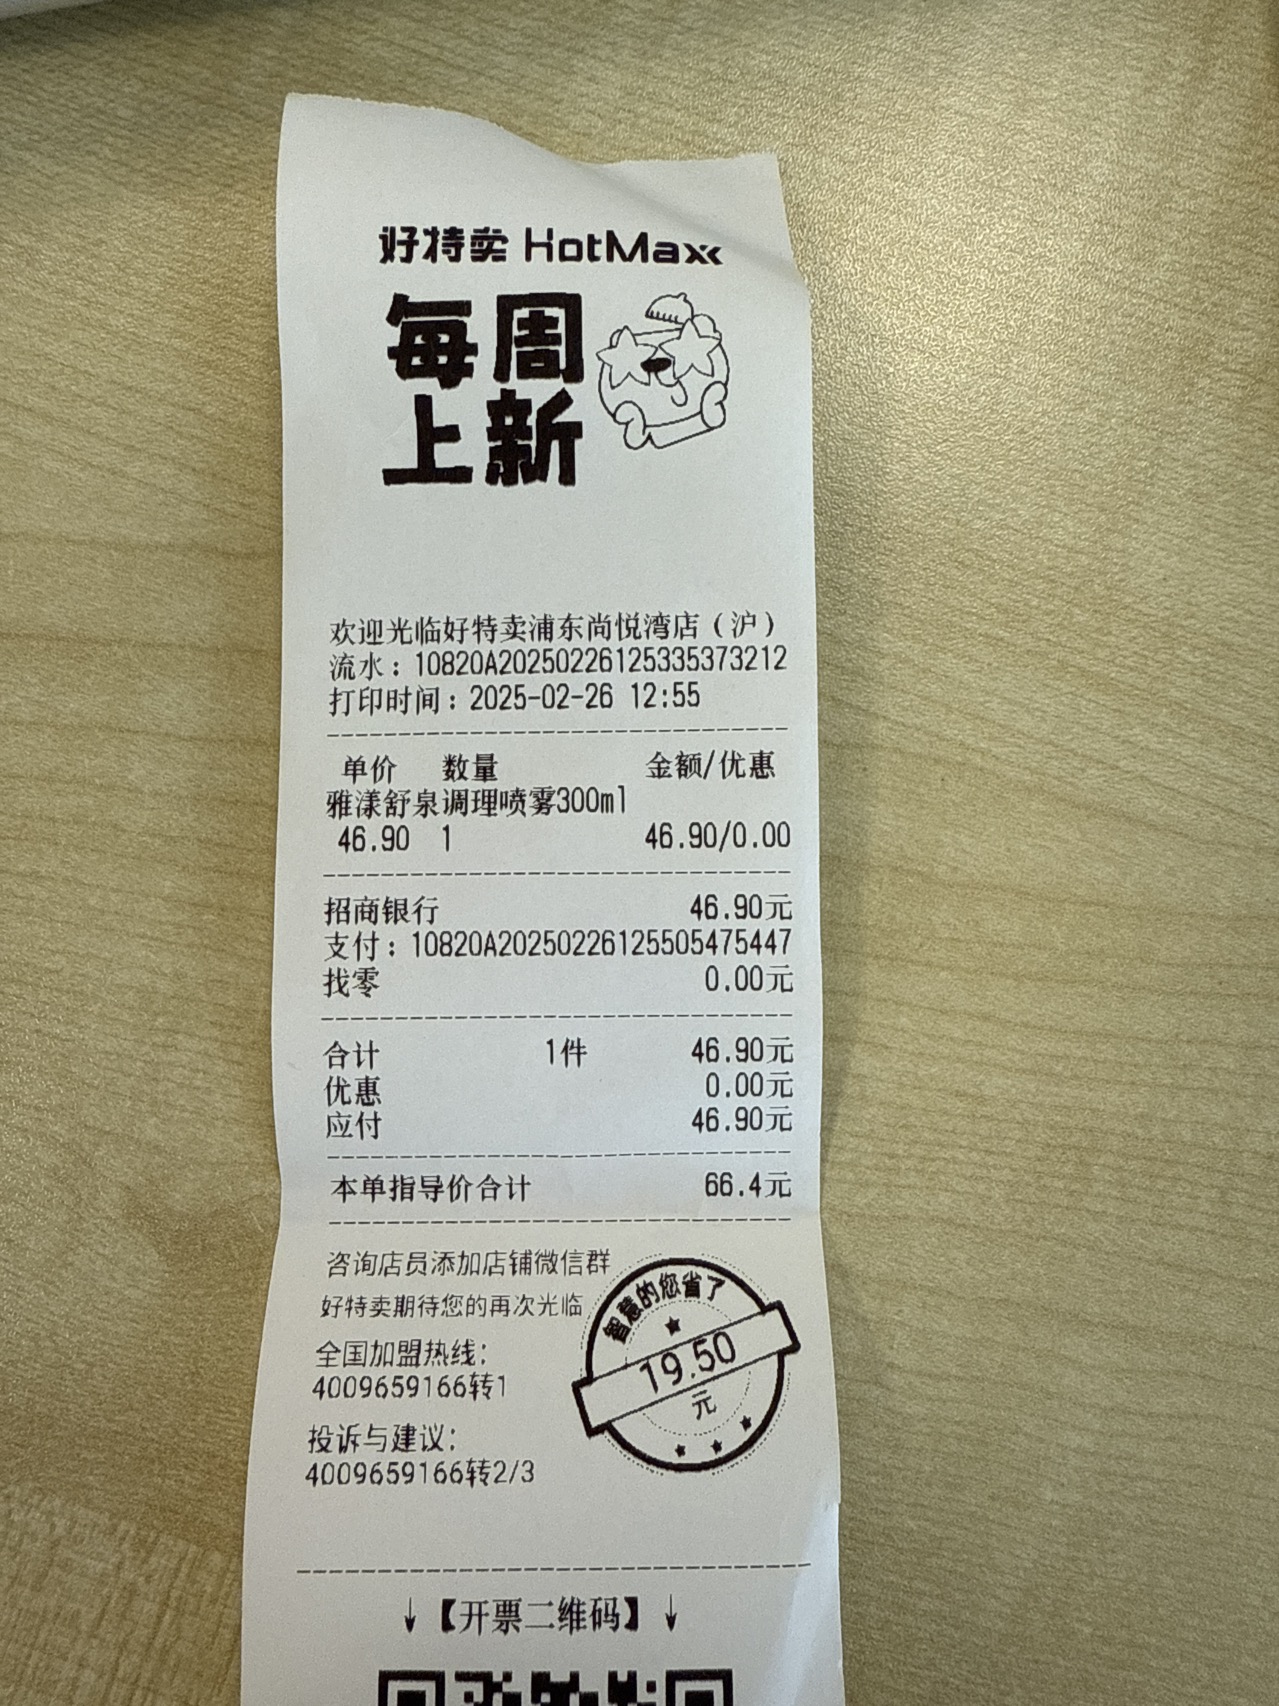 好特卖 HotMaxx
每周
上新
欢迎光临好特卖浦东尚悦湾店（沪）
流水：10820A20250226125335373212
打印时间：2025-02-26 12:55
单价 数量 金额/优惠
雅漾舒泉调理喷雾300ml
46.90 1 46.90/0.00
招商银行 46.90元
支付：10820A20250226125505475447
找零 0.00元
合计 1件 46.90元
优惠 0.00元
应付 46.90元
本单指导价合计 66.4元
咨询店员添加店铺微信群
好特卖期待您的再次光临
全国加盟热线：
4009659166转1
投诉与建议：
4009659166转2/3
智慧的您省了
19.50
元
↓【开票二维码】↓